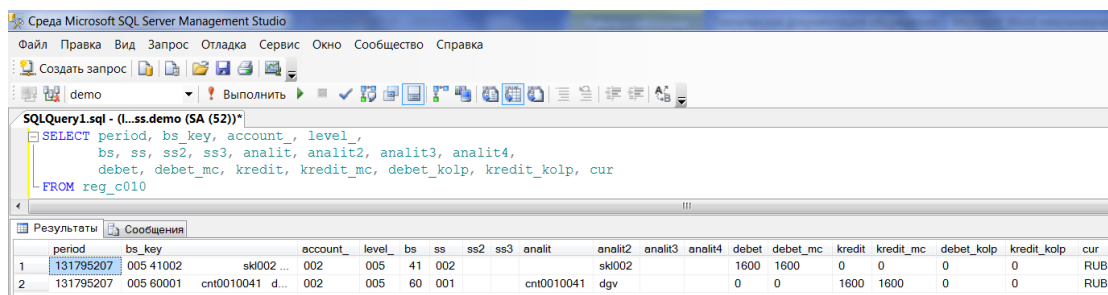 Среда Microsoft SQL Server Management Studio
Файл Правка Вид Запрос Отладка Сервис Окно Сообщество Справка
Создать запрос
demo Выполнить
SQLQuery1.sql - (l...ss.demo (SA (52))*
SELECT period, bs_key, account_, level_,
bs, ss, ss2, ss3, analit, analit2, analit3, analit4,
debet, debet_mc, kredit, kredit_mc, debet_kolp, kredit_kolp, cur
FROM reg_c010
Результаты Сообщения
period bs_key account_ level_ bs ss ss2 ss3 analit analit2 analit3 analit4 debet debet_mc kredit kredit_mc debet_kolp kredit_kolp cur
1 131795207 005 41002 skl002 ... 002 005 41 002 skl002 1600 1600 0 0 0 0 RUB
2 131795207 005 60001 cnt0010041 d... 002 005 60 001 cnt0010041 dgv 0 0 1600 1600 0 0 RUB